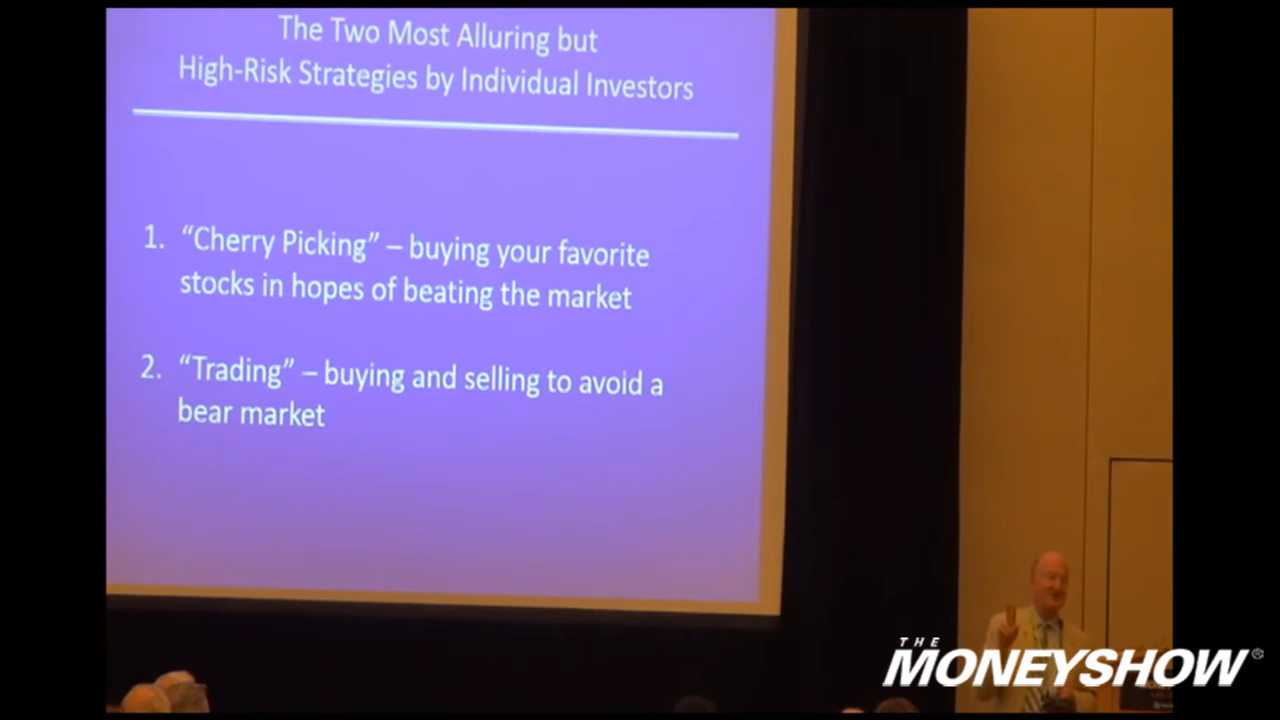 The Two Most Alluring but
High-Risk Strategies by Individual Investors
1. “Cherry Picking” – buying your favorite
stocks in hopes of beating the market
2. “Trading” – buying and selling to avoid a
bear market
THE
MONEYSHOW®